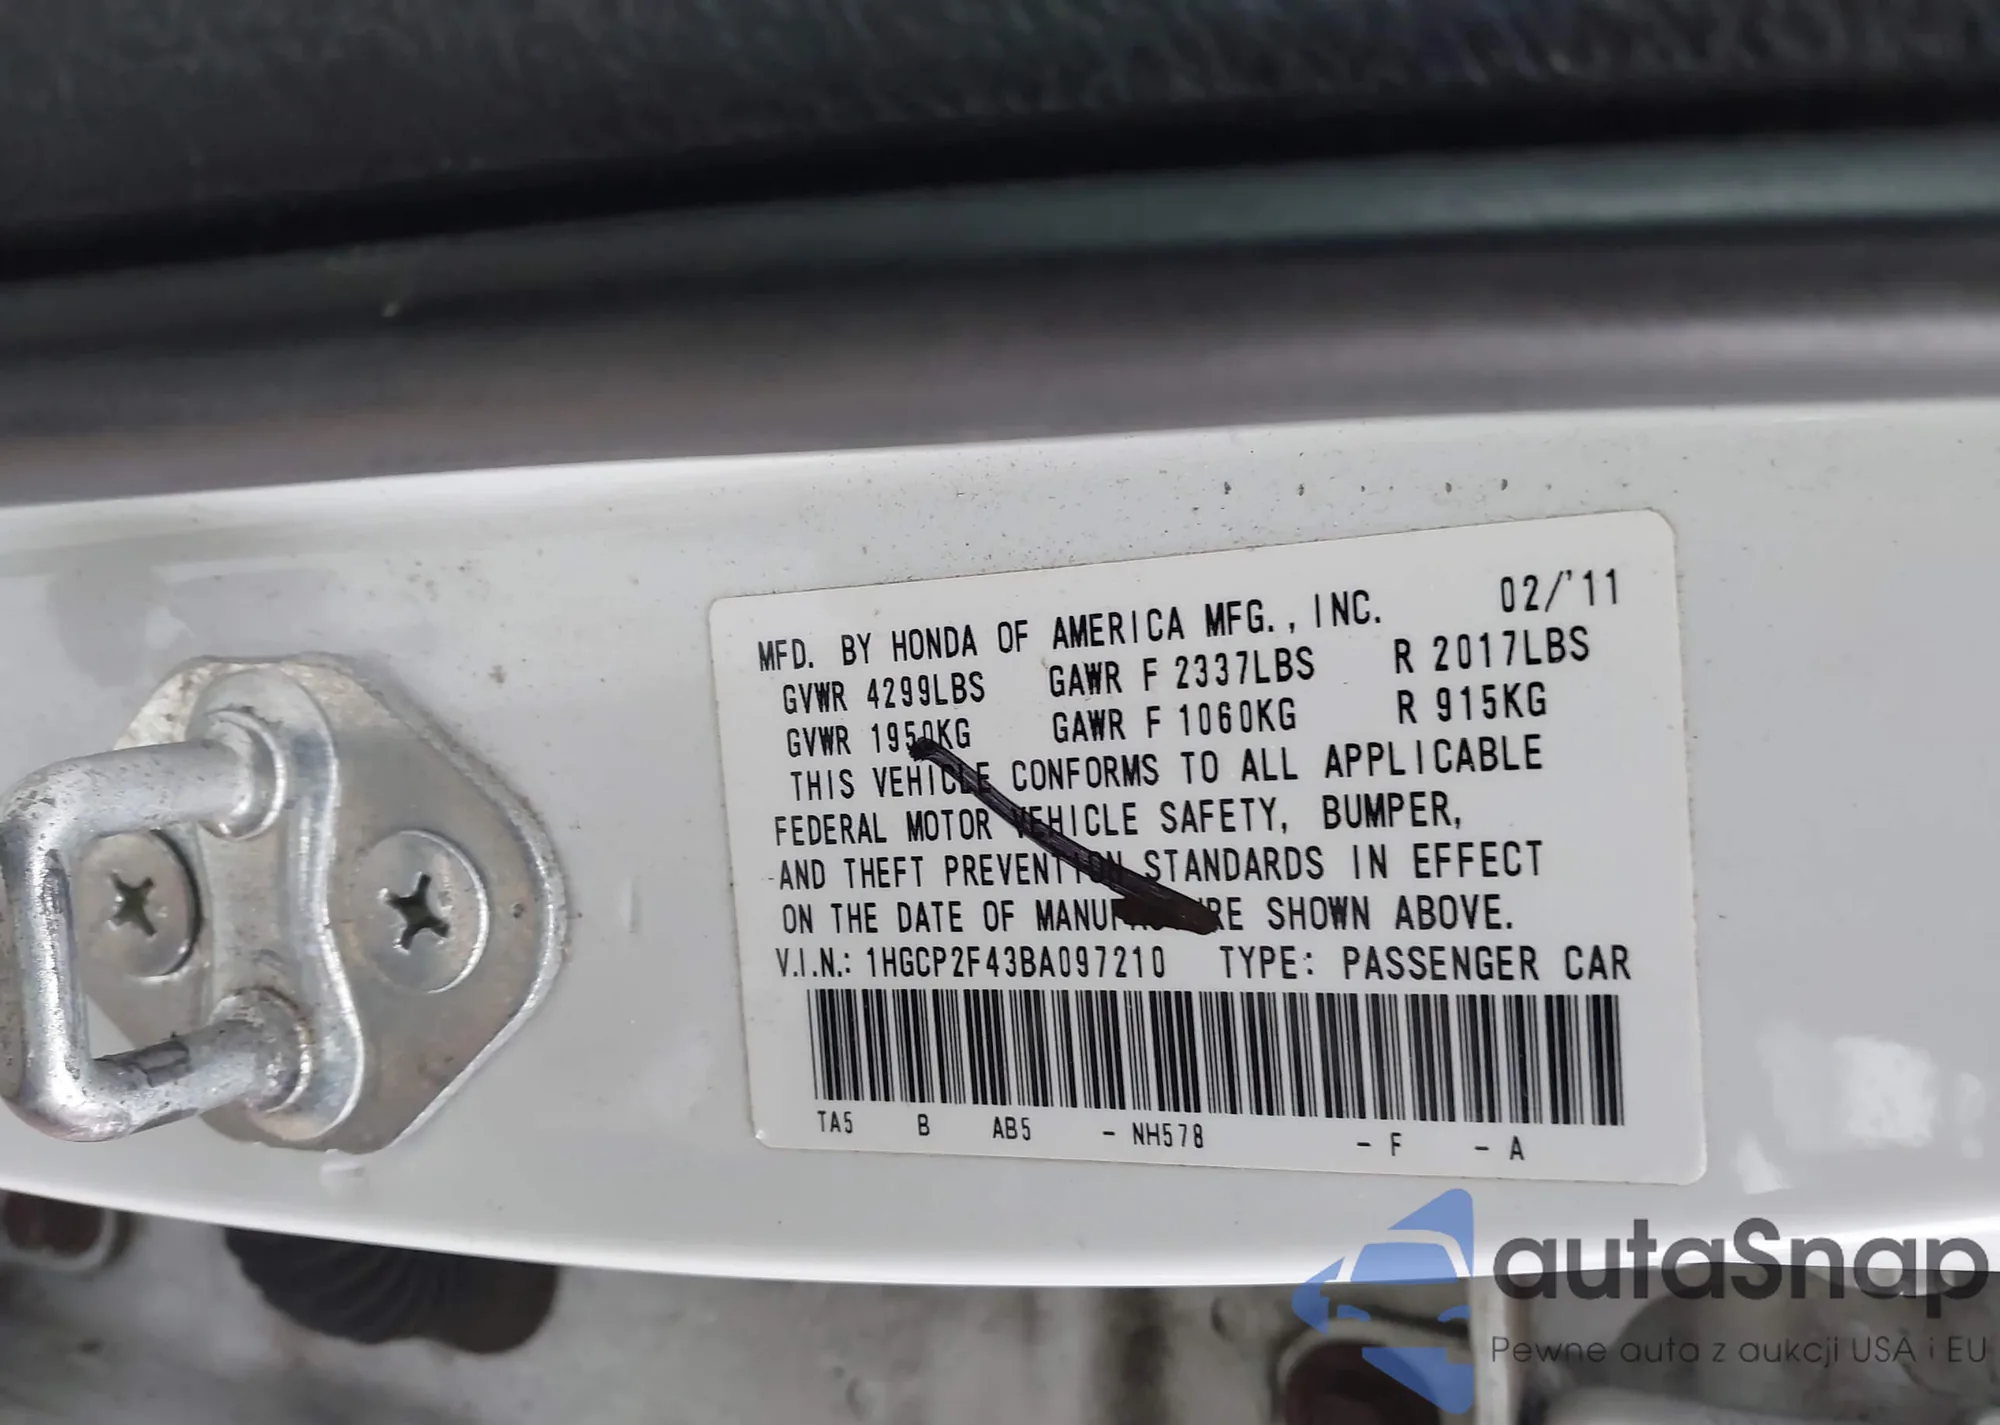 MFD. BY HONDA OF AMERICA MFG., INC. 02/'11
GVWR 4299LBS GAWR F 2337LBS R 2017LBS
GVWR 1950KG GAWR F 1060KG R 915KG
THIS VEHICLE CONFORMS TO ALL APPLICABLE
FEDERAL MOTOR VEHICLE SAFETY, BUMPER,
AND THEFT PREVENTION STANDARDS IN EFFECT
ON THE DATE OF MANUFACTURE SHOWN ABOVE.
V.I.N.: 1HGCP2F43BA097210 TYPE: PASSENGER CAR
TA5 B AB5 - NH578 - F - A
autaSnap
Pewne auta z aukcji USA i EU